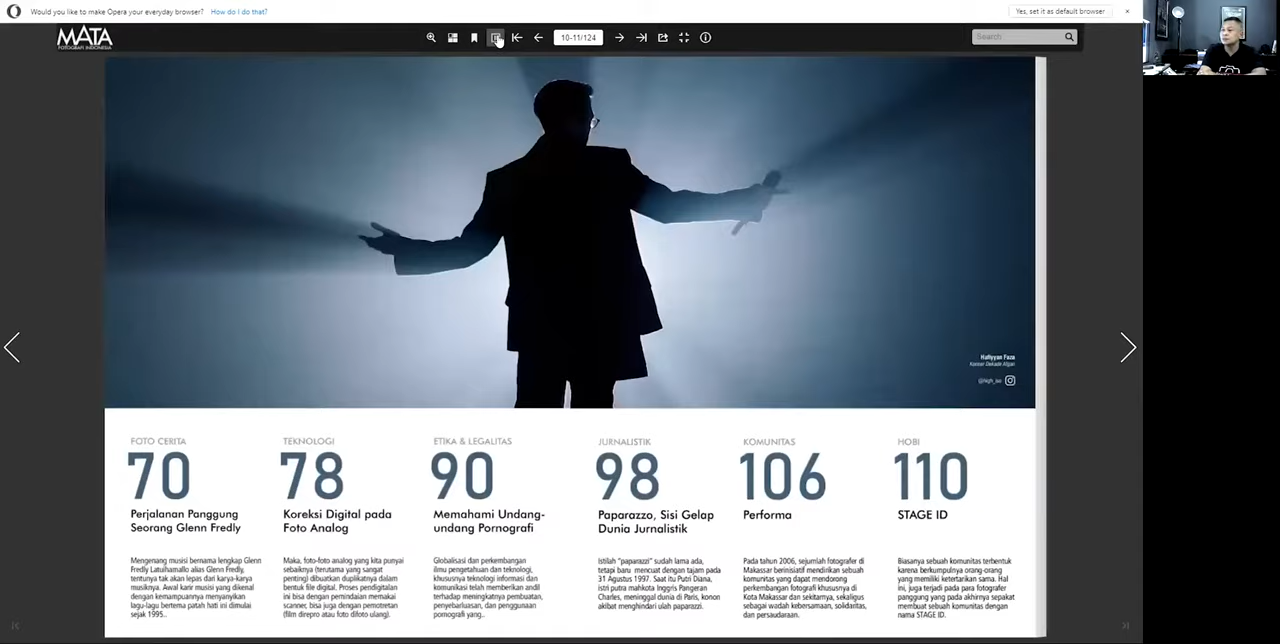 Would you like to make Opera your everyday browser? How do I do that?
Yes, set it as default browser
MATA
FOTOGRAFI INDONESIA
10-11/124
Search
Hafiyyan Faza
Konser Dekade Afgan
@high_iso
FOTO CERITA
70
Perjalanan Panggung
Seorang Glenn Fredly
Mengenang musisi bernama lengkap Glenn
Fredly Latuihamallo alias Glenn Fredly,
tentunya tak akan lepas dari karya-karya
musiknya. Awal karir musisi yang dikenal
dengan kemampuannya menyanyikan
lagu-lagu bertema patah hati ini dimulai
sejak 1995..
TEKNOLOGI
78
Koreksi Digital pada
Foto Analog
Maka, foto-foto analog yang kita punyai
sebaiknya (terutama yang sangat
penting) dibuatkan duplikatnya dalam
bentuk file digital. Proses pendigitalan
ini bisa dengan pemindaian memakai
scanner, bisa juga dengan pemotretan
(film direpro atau foto difoto ulang).
ETIKA & LEGALITAS
90
Memahami Undang-
undang Pornografi
Globalisasi dan perkembangan
ilmu pengetahuan dan teknologi,
khususnya teknologi informasi dan
komunikasi telah memberikan andil
terhadap meningkatnya pembuatan,
penyebarluasan, dan penggunaan
pornografi yang..
JURNALISTIK
98
Paparazzo, Sisi Gelap
Dunia Jurnalistik
Istilah "paparazzi" sudah lama ada,
tetapi baru mencuat dengan tajam pada
31 Agustus 1997. Saat itu Putri Diana,
istri putra mahkota Inggris Pangeran
Charles, meninggal dunia di Paris, konon
akibat menghindari ulah paparazzi.
KOMUNITAS
106
Performa
Pada tahun 2006, sejumlah fotografer di
Makassar berinisiatif mendirikan sebuah
komunitas yang dapat mendorong
perkembangan fotografi khususnya di
Kota Makassar dan sekitarnya, sekaligus
sebagai wadah kebersamaan, solidaritas,
dan persaudaraan.
HOBI
110
STAGE ID
Biasanya sebuah komunitas terbentuk
karena berkumpulnya orang-orang
yang memiliki ketertarikan sama. Hal
ini, juga terjadi pada para fotografer
panggung yang pada akhirnya sepakat
membuat sebuah komunitas dengan
nama STAGE ID.